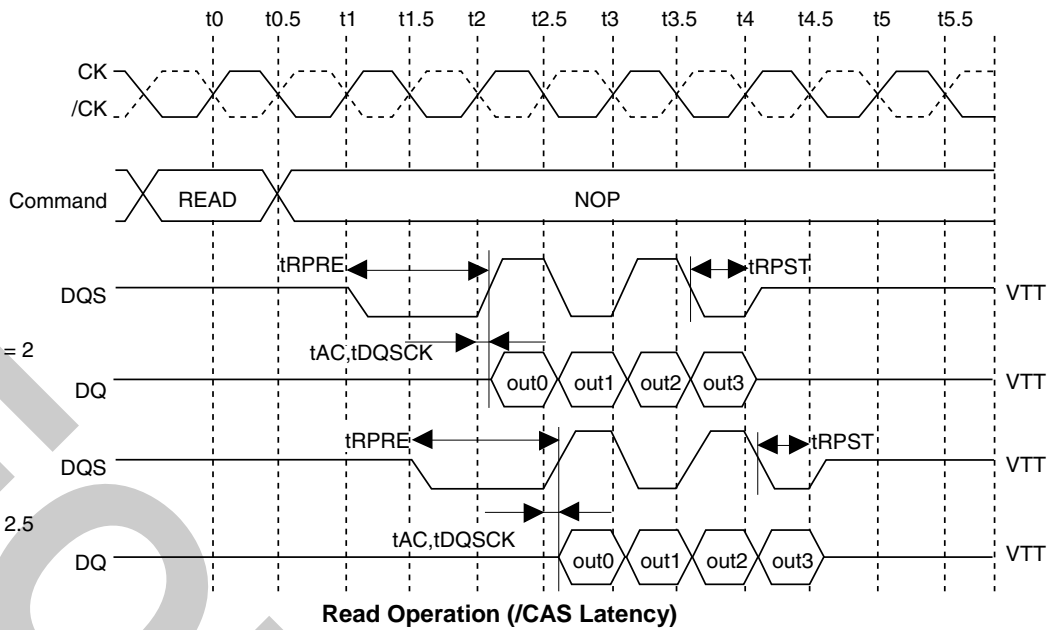 t0 t0.5 t1 t1.5 t2 t2.5 t3 t3.5 t4 t4.5 t5 t5.5
CK
/CK
Command READ NOP
tRPRE tRPST
DQS VTT
= 2 tAC,tDQSCK
DQ out0 out1 out2 out3 VTT
tRPRE tRPST
DQS VTT
2.5
tAC,tDQSCK
DQ out0 out1 out2 out3 VTT
Read Operation (/CAS Latency)